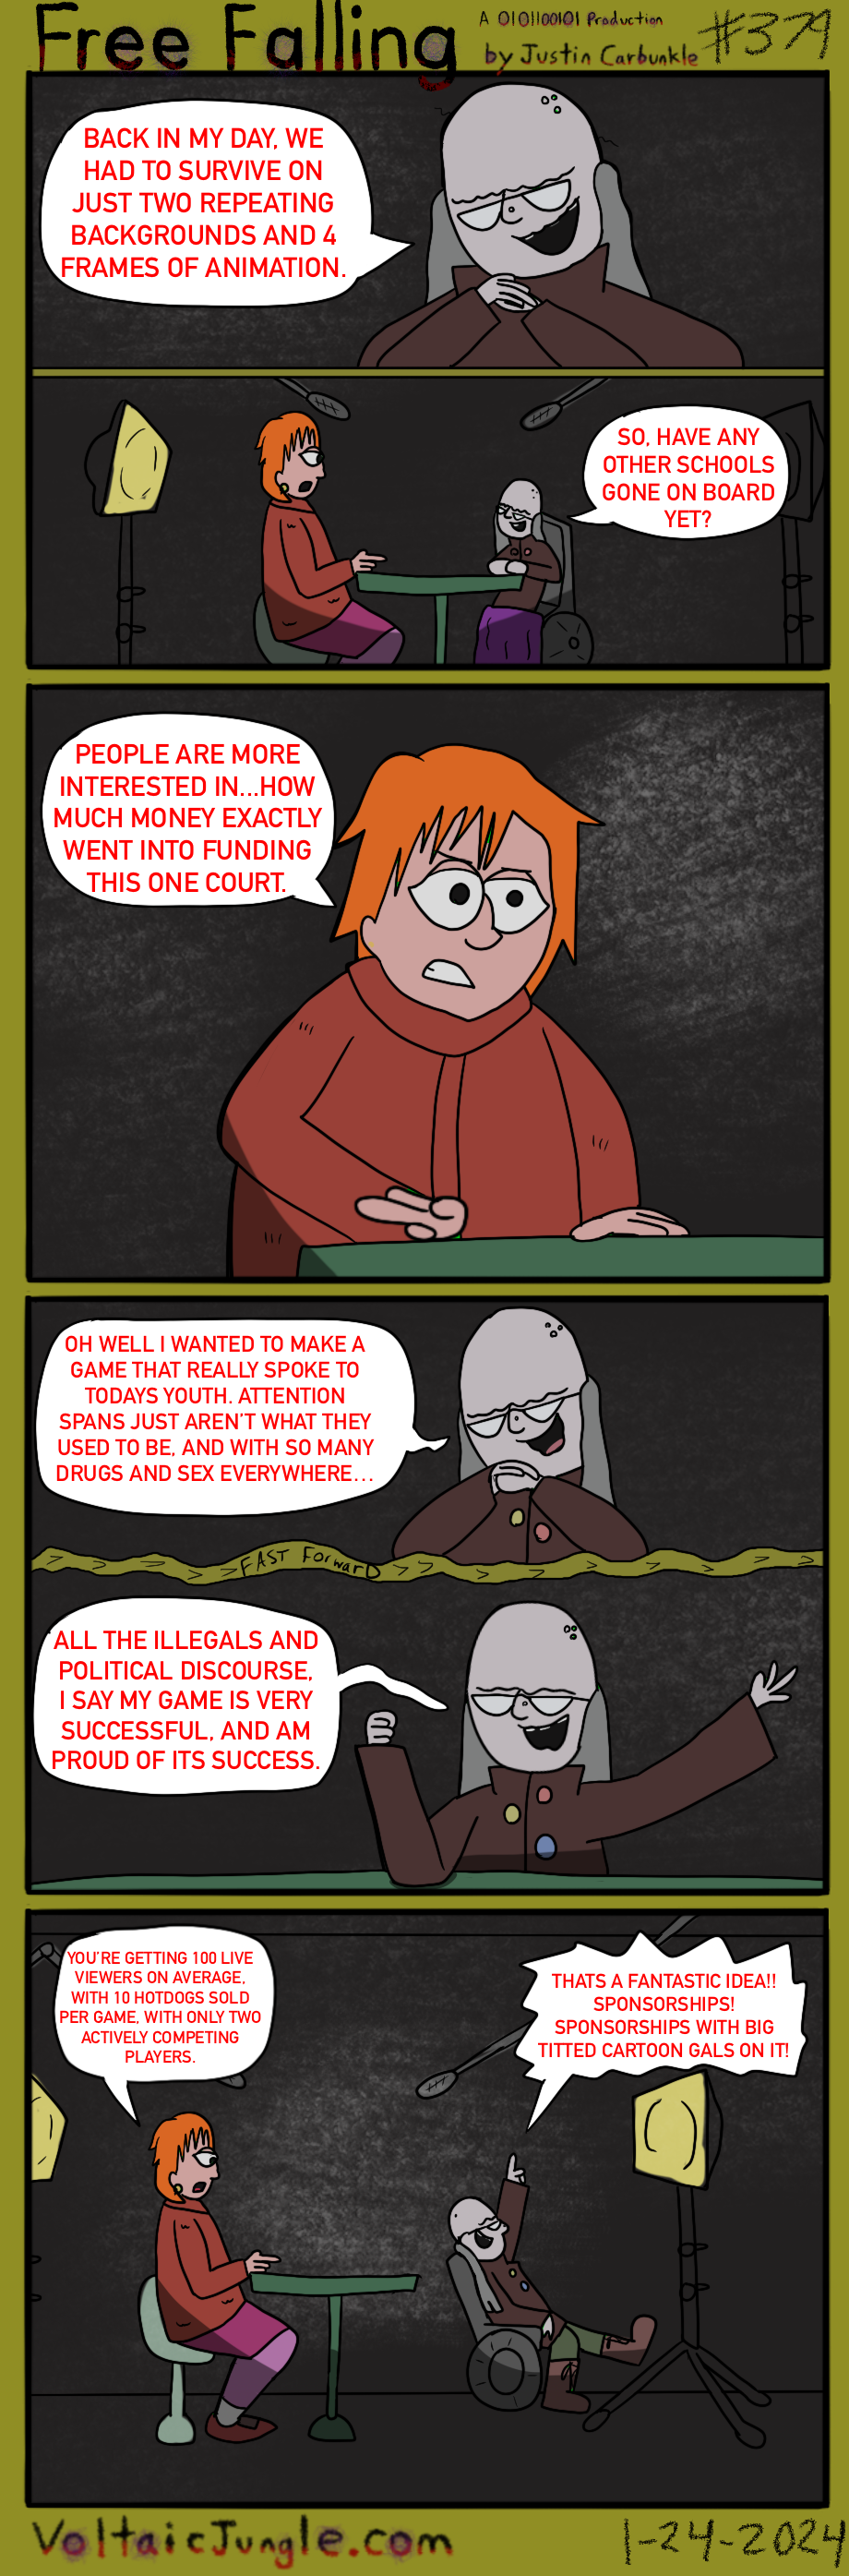 Free Falling
A 0101100101 Production
by Justin Carbunkle
#379
BACK IN MY DAY, WE
HAD TO SURVIVE ON
JUST TWO REPEATING
BACKGROUNDS AND 4
FRAMES OF ANIMATION.
SO, HAVE ANY
OTHER SCHOOLS
GONE ON BOARD
YET?
PEOPLE ARE MORE
INTERESTED IN...HOW
MUCH MONEY EXACTLY
WENT INTO FUNDING
THIS ONE COURT.
OH WELL I WANTED TO MAKE A
GAME THAT REALLY SPOKE TO
TODAYS YOUTH. ATTENTION
SPANS JUST AREN'T WHAT THEY
USED TO BE, AND WITH SO MANY
DRUGS AND SEX EVERYWHERE...
FAST ForwarD
ALL THE ILLEGALS AND
POLITICAL DISCOURSE,
I SAY MY GAME IS VERY
SUCCESSFUL, AND AM
PROUD OF ITS SUCCESS.
YOU'RE GETTING 100 LIVE
VIEWERS ON AVERAGE,
WITH 10 HOTDOGS SOLD
PER GAME, WITH ONLY TWO
ACTIVELY COMPETING
PLAYERS.
THATS A FANTASTIC IDEA!!
SPONSORSHIPS!
SPONSORSHIPS WITH BIG
TITTED CARTOON GALS ON IT!
VoltaicJungle.com
1-24-2024